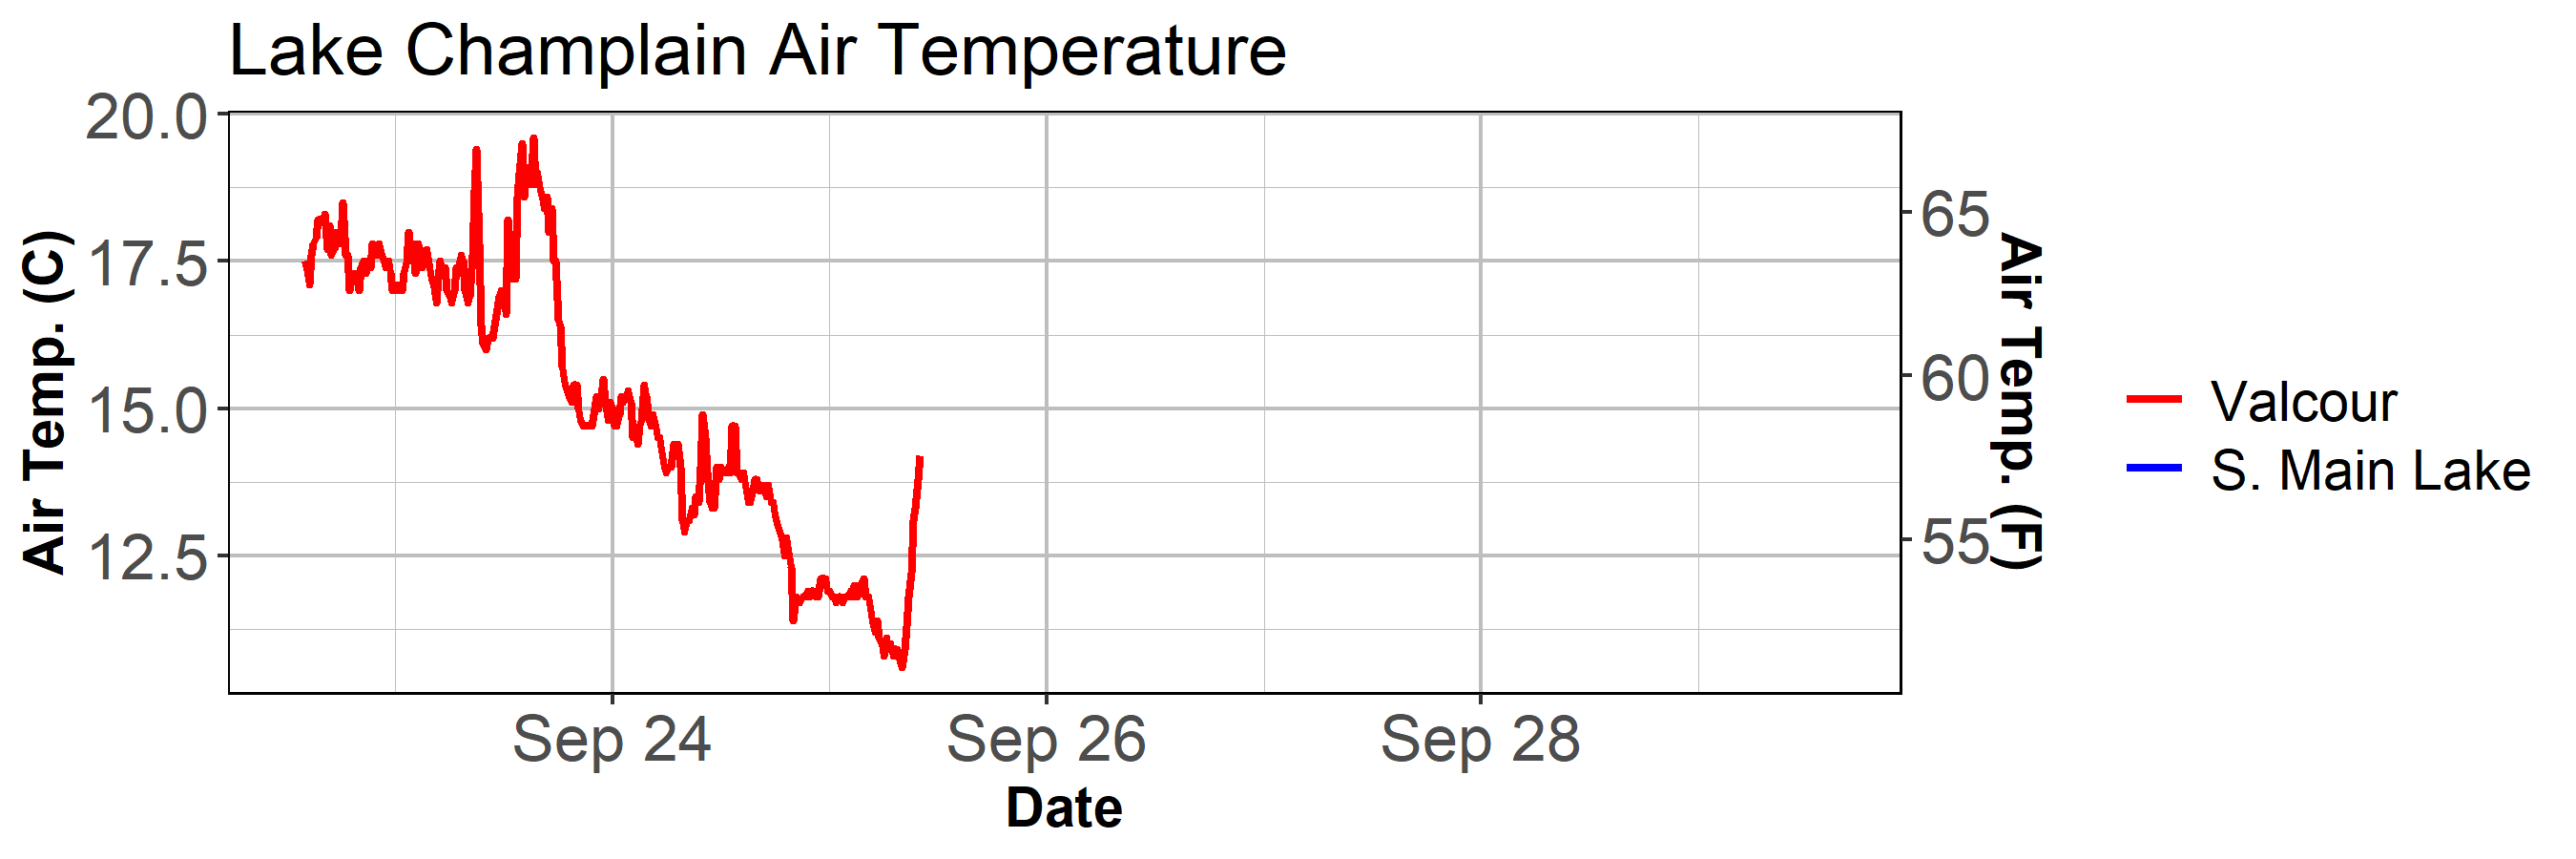 Lake Champlain Air Temperature
20.0
17.5
15.0
12.5
Air Temp. (C)
65
60
55
Air Temp. (F)
Sep 24
Sep 26
Sep 28
Date
Valcour
S. Main Lake